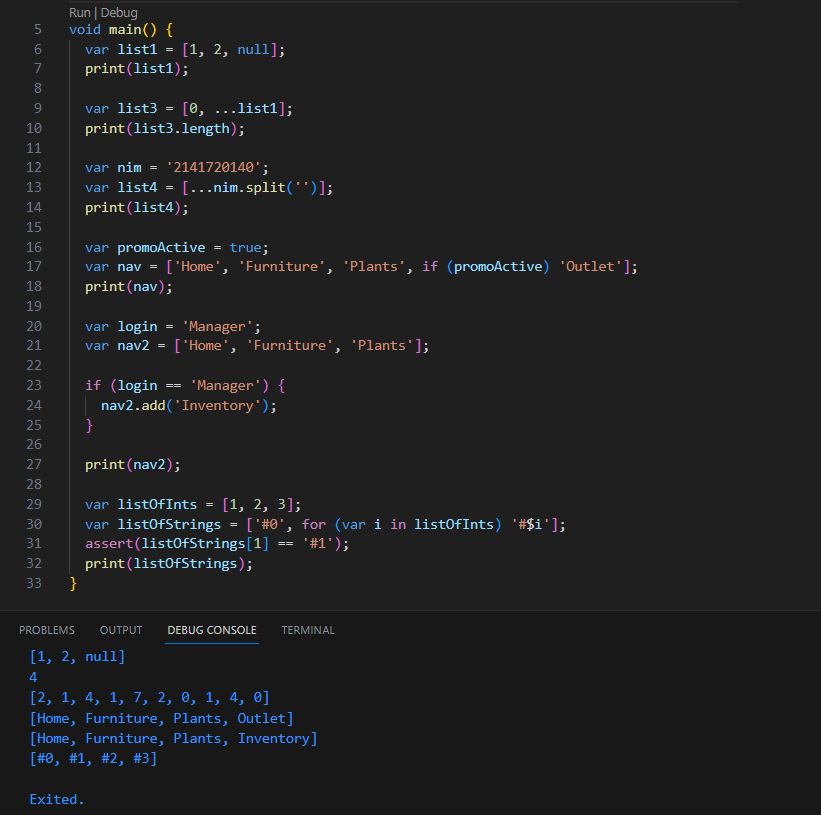 Run | Debug
5 void main() {
6   var list1 = [1, 2, null];
7   print(list1);
8
9   var list3 = [0, ...list1];
10   print(list3.length);
11
12   var nim = '2141720140';
13   var list4 = [...nim.split('')];
14   print(list4);
15
16   var promoActive = true;
17   var nav = ['Home', 'Furniture', 'Plants', if (promoActive) 'Outlet'];
18   print(nav);
19
20   var login = 'Manager';
21   var nav2 = ['Home', 'Furniture', 'Plants'];
22
23   if (login == 'Manager') {
24     nav2.add('Inventory');
25   }
26
27   print(nav2);
28
29   var listOfInts = [1, 2, 3];
30   var listOfStrings = ['#0', for (var i in listOfInts) '#$i'];
31   assert(listOfStrings[1] == '#1');
32   print(listOfStrings);
33 }
PROBLEMS OUTPUT DEBUG CONSOLE TERMINAL
[1, 2, null]
4
[2, 1, 4, 1, 7, 2, 0, 1, 4, 0]
[Home, Furniture, Plants, Outlet]
[Home, Furniture, Plants, Inventory]
[#0, #1, #2, #3]
Exited.